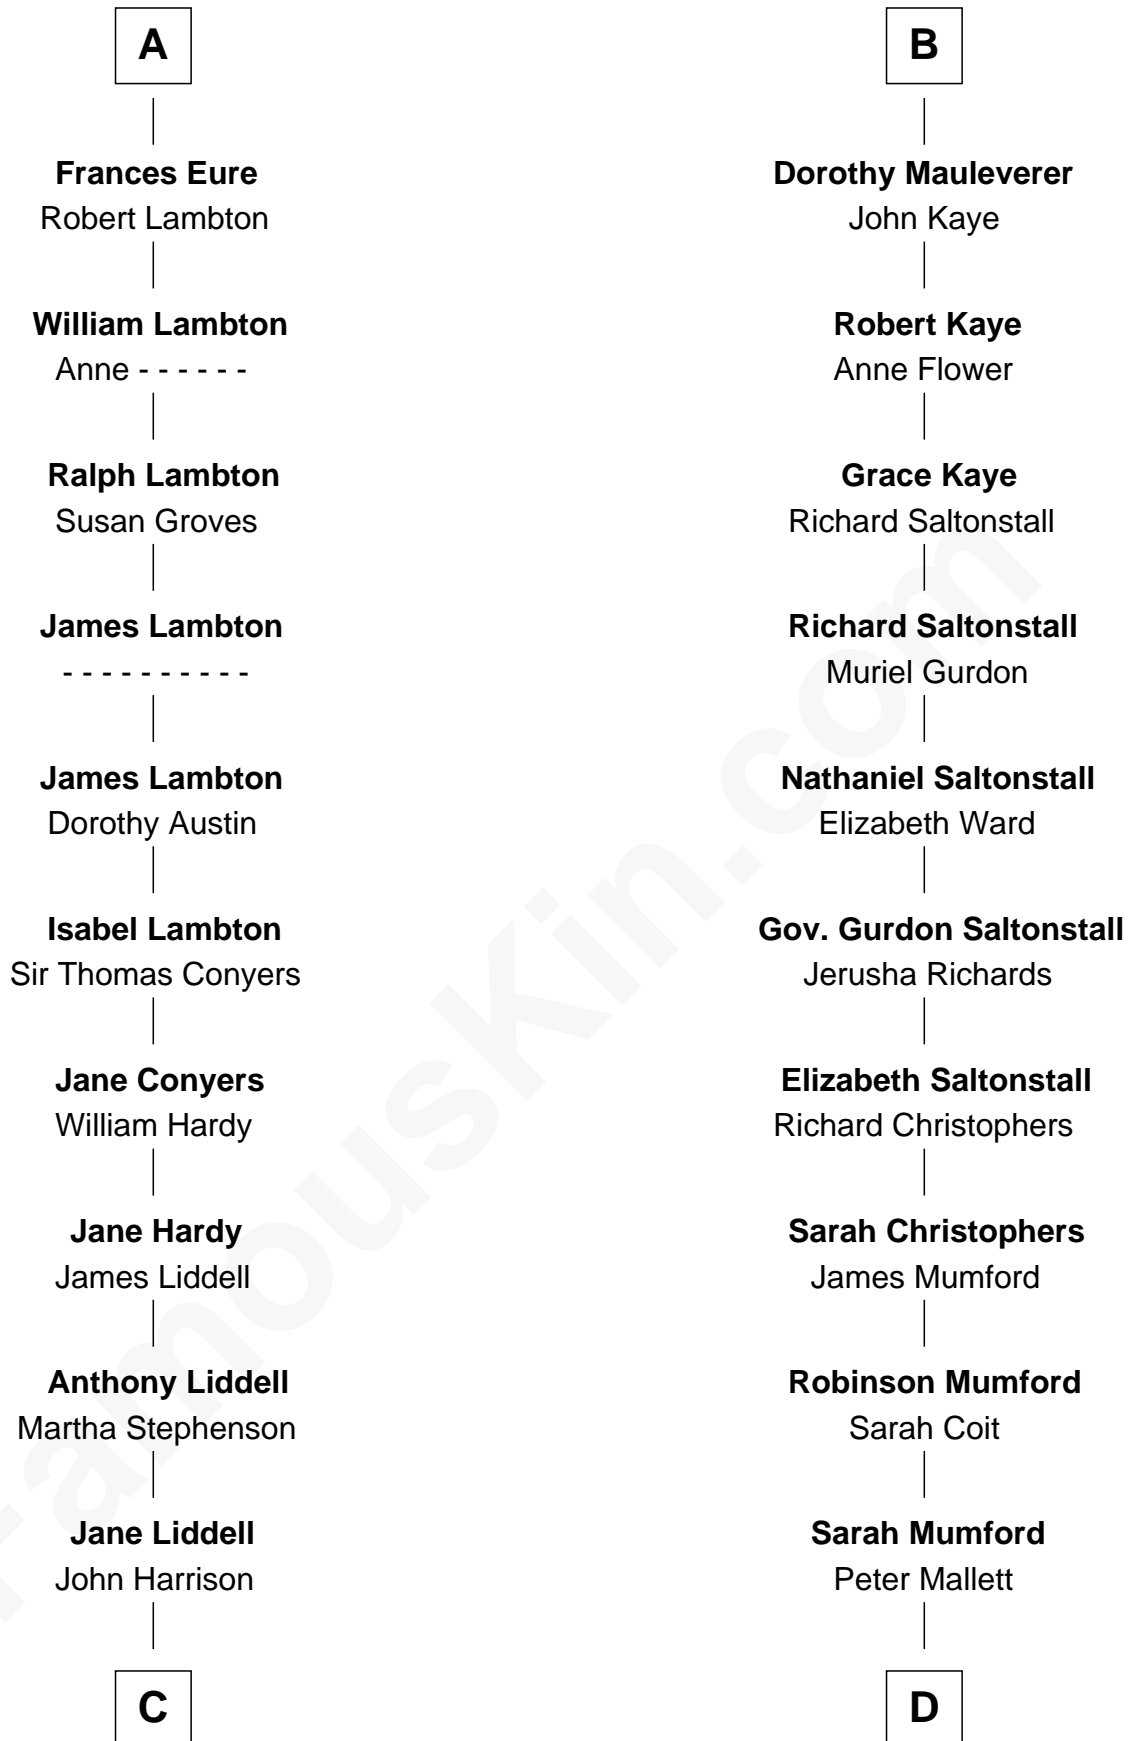 A
Frances Eure
Robert Lambton
William Lambton
Anne - - - - - -
Ralph Lambton
Susan Groves
James Lambton
- - - - - - - - - -
James Lambton
Dorothy Austin
Isabel Lambton
Sir Thomas Conyers
Jane Conyers
William Hardy
Jane Hardy
James Liddell
Anthony Liddell
Martha Stephenson
Jane Liddell
John Harrison
C
B
Dorothy Mauleverer
John Kaye
Robert Kaye
Anne Flower
Grace Kaye
Richard Saltonstall
Richard Saltonstall
Muriel Gurdon
Nathaniel Saltonstall
Elizabeth Ward
Gov. Gurdon Saltonstall
Jerusha Richards
Elizabeth Saltonstall
Richard Christophers
Sarah Christophers
James Mumford
Robinson Mumford
Sarah Coit
Sarah Mumford
Peter Mallett
D
FamousKin.com